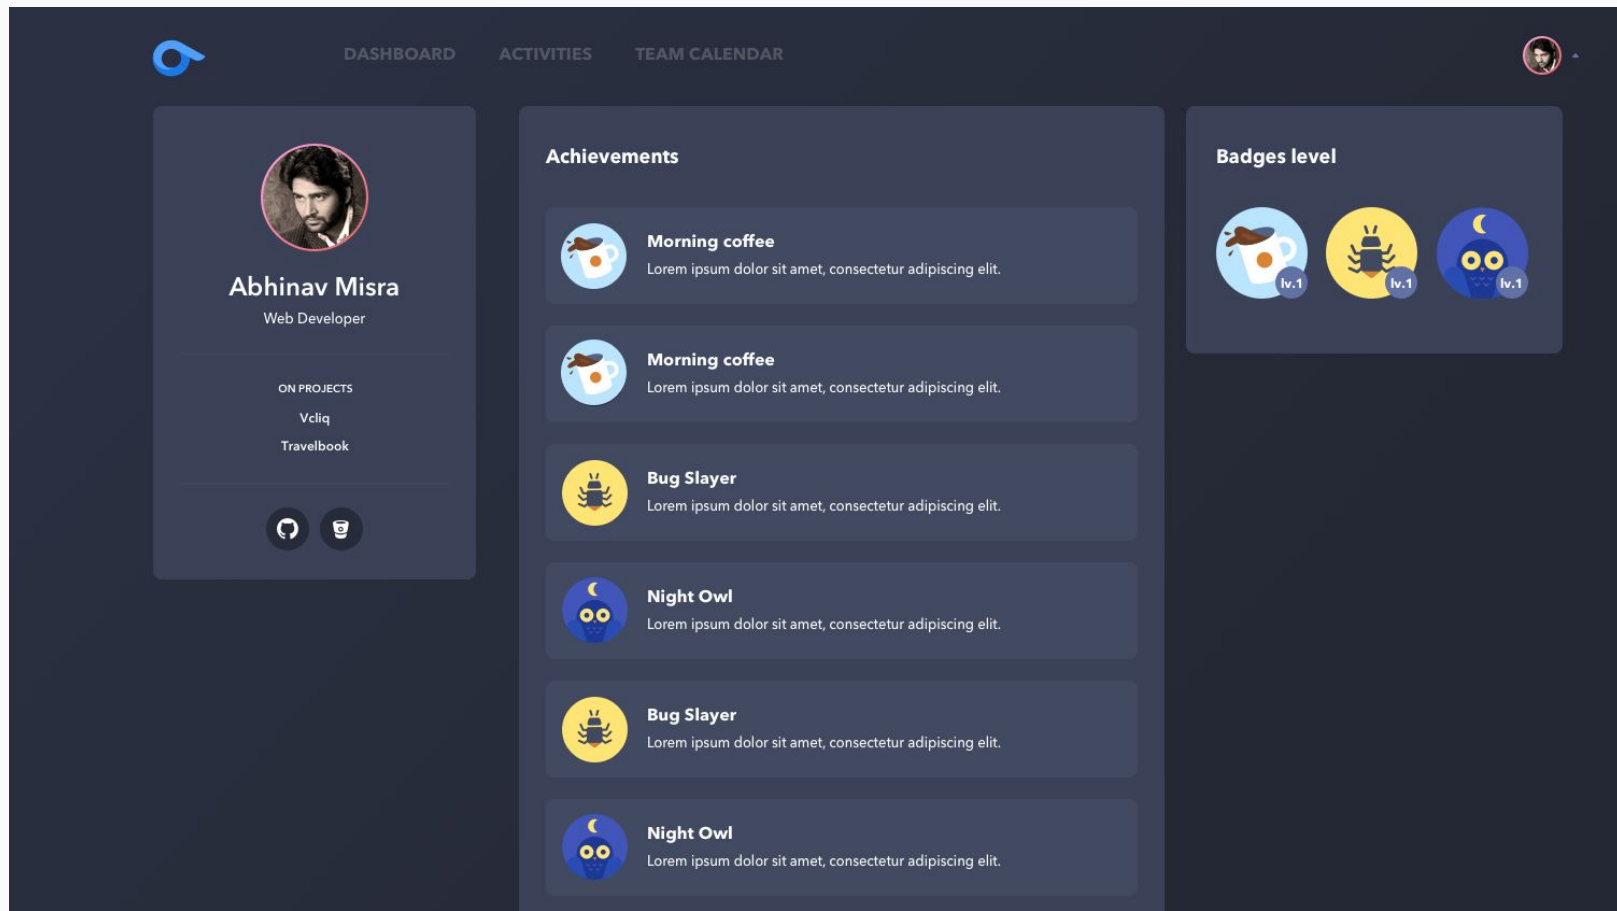 DASHBOARD ACTIVITIES TEAM CALENDAR
Abhinav Misra
Web Developer
ON PROJECTS
Vcliq
Travelbook
Achievements
Morning coffee
Lorem ipsum dolor sit amet, consectetur adipiscing elit.
Morning coffee
Lorem ipsum dolor sit amet, consectetur adipiscing elit.
Bug Slayer
Lorem ipsum dolor sit amet, consectetur adipiscing elit.
Night Owl
Lorem ipsum dolor sit amet, consectetur adipiscing elit.
Bug Slayer
Lorem ipsum dolor sit amet, consectetur adipiscing elit.
Night Owl
Lorem ipsum dolor sit amet, consectetur adipiscing elit.
Badges level
lv.1 lv.1 lv.1